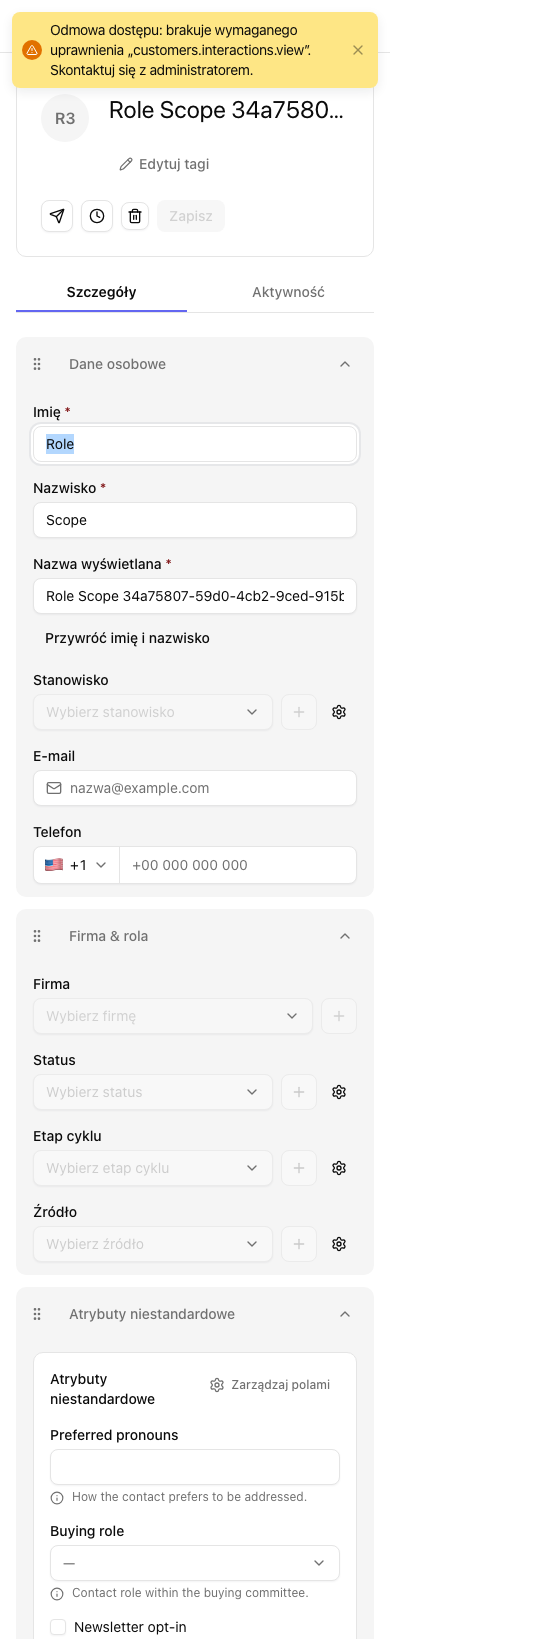 Odmowa dostępu: brakuje wymaganego
uprawnienia „customers.interactions.view”.
Skontaktuj się z administratorem.
R3
Role Scope 34a7580...
Edytuj tagi
Zapisz
Szczegóły
Aktywność
Dane osobowe
Imię *
Role
Nazwisko *
Scope
Nazwa wyświetlana *
Role Scope 34a75807-59d0-4cb2-9ced-915b
Przywróć imię i nazwisko
Stanowisko
Wybierz stanowisko
E-mail
nazwa@example.com
Telefon
+1
+00 000 000 000
Firma & rola
Firma
Wybierz firmę
Status
Wybierz status
Etap cyklu
Wybierz etap cyklu
Źródło
Wybierz źródło
Atrybuty niestandardowe
Atrybuty
niestandardowe
Zarządzaj polami
Preferred pronouns
How the contact prefers to be addressed.
Buying role
—
Contact role within the buying committee.
Newsletter opt-in